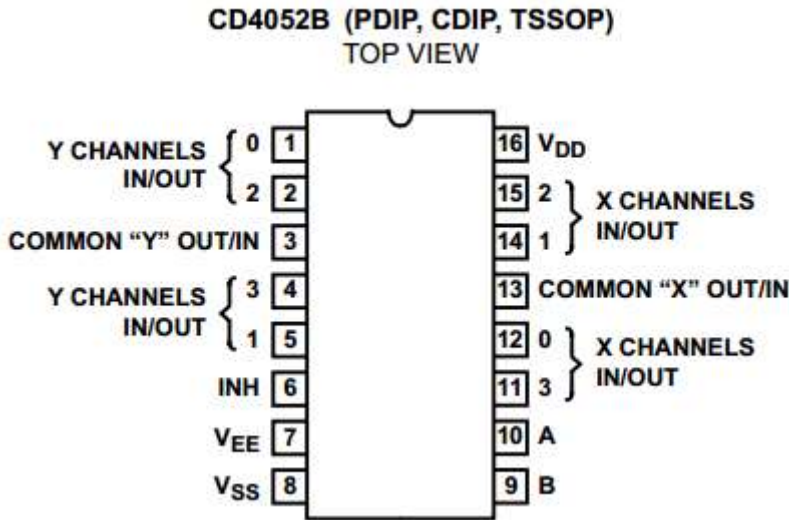 CD4052B (PDIP, CDIP, TSSOP)
TOP VIEW
Y CHANNELS IN/OUT
0 1
2 2
COMMON “Y” OUT/IN 3
Y CHANNELS IN/OUT
3 4
1 5
INH 6
VEE 7
VSS 8
16 VDD
15 2
14 1
X CHANNELS IN/OUT
13 COMMON “X” OUT/IN
12 0
11 3
X CHANNELS IN/OUT
10 A
9 B